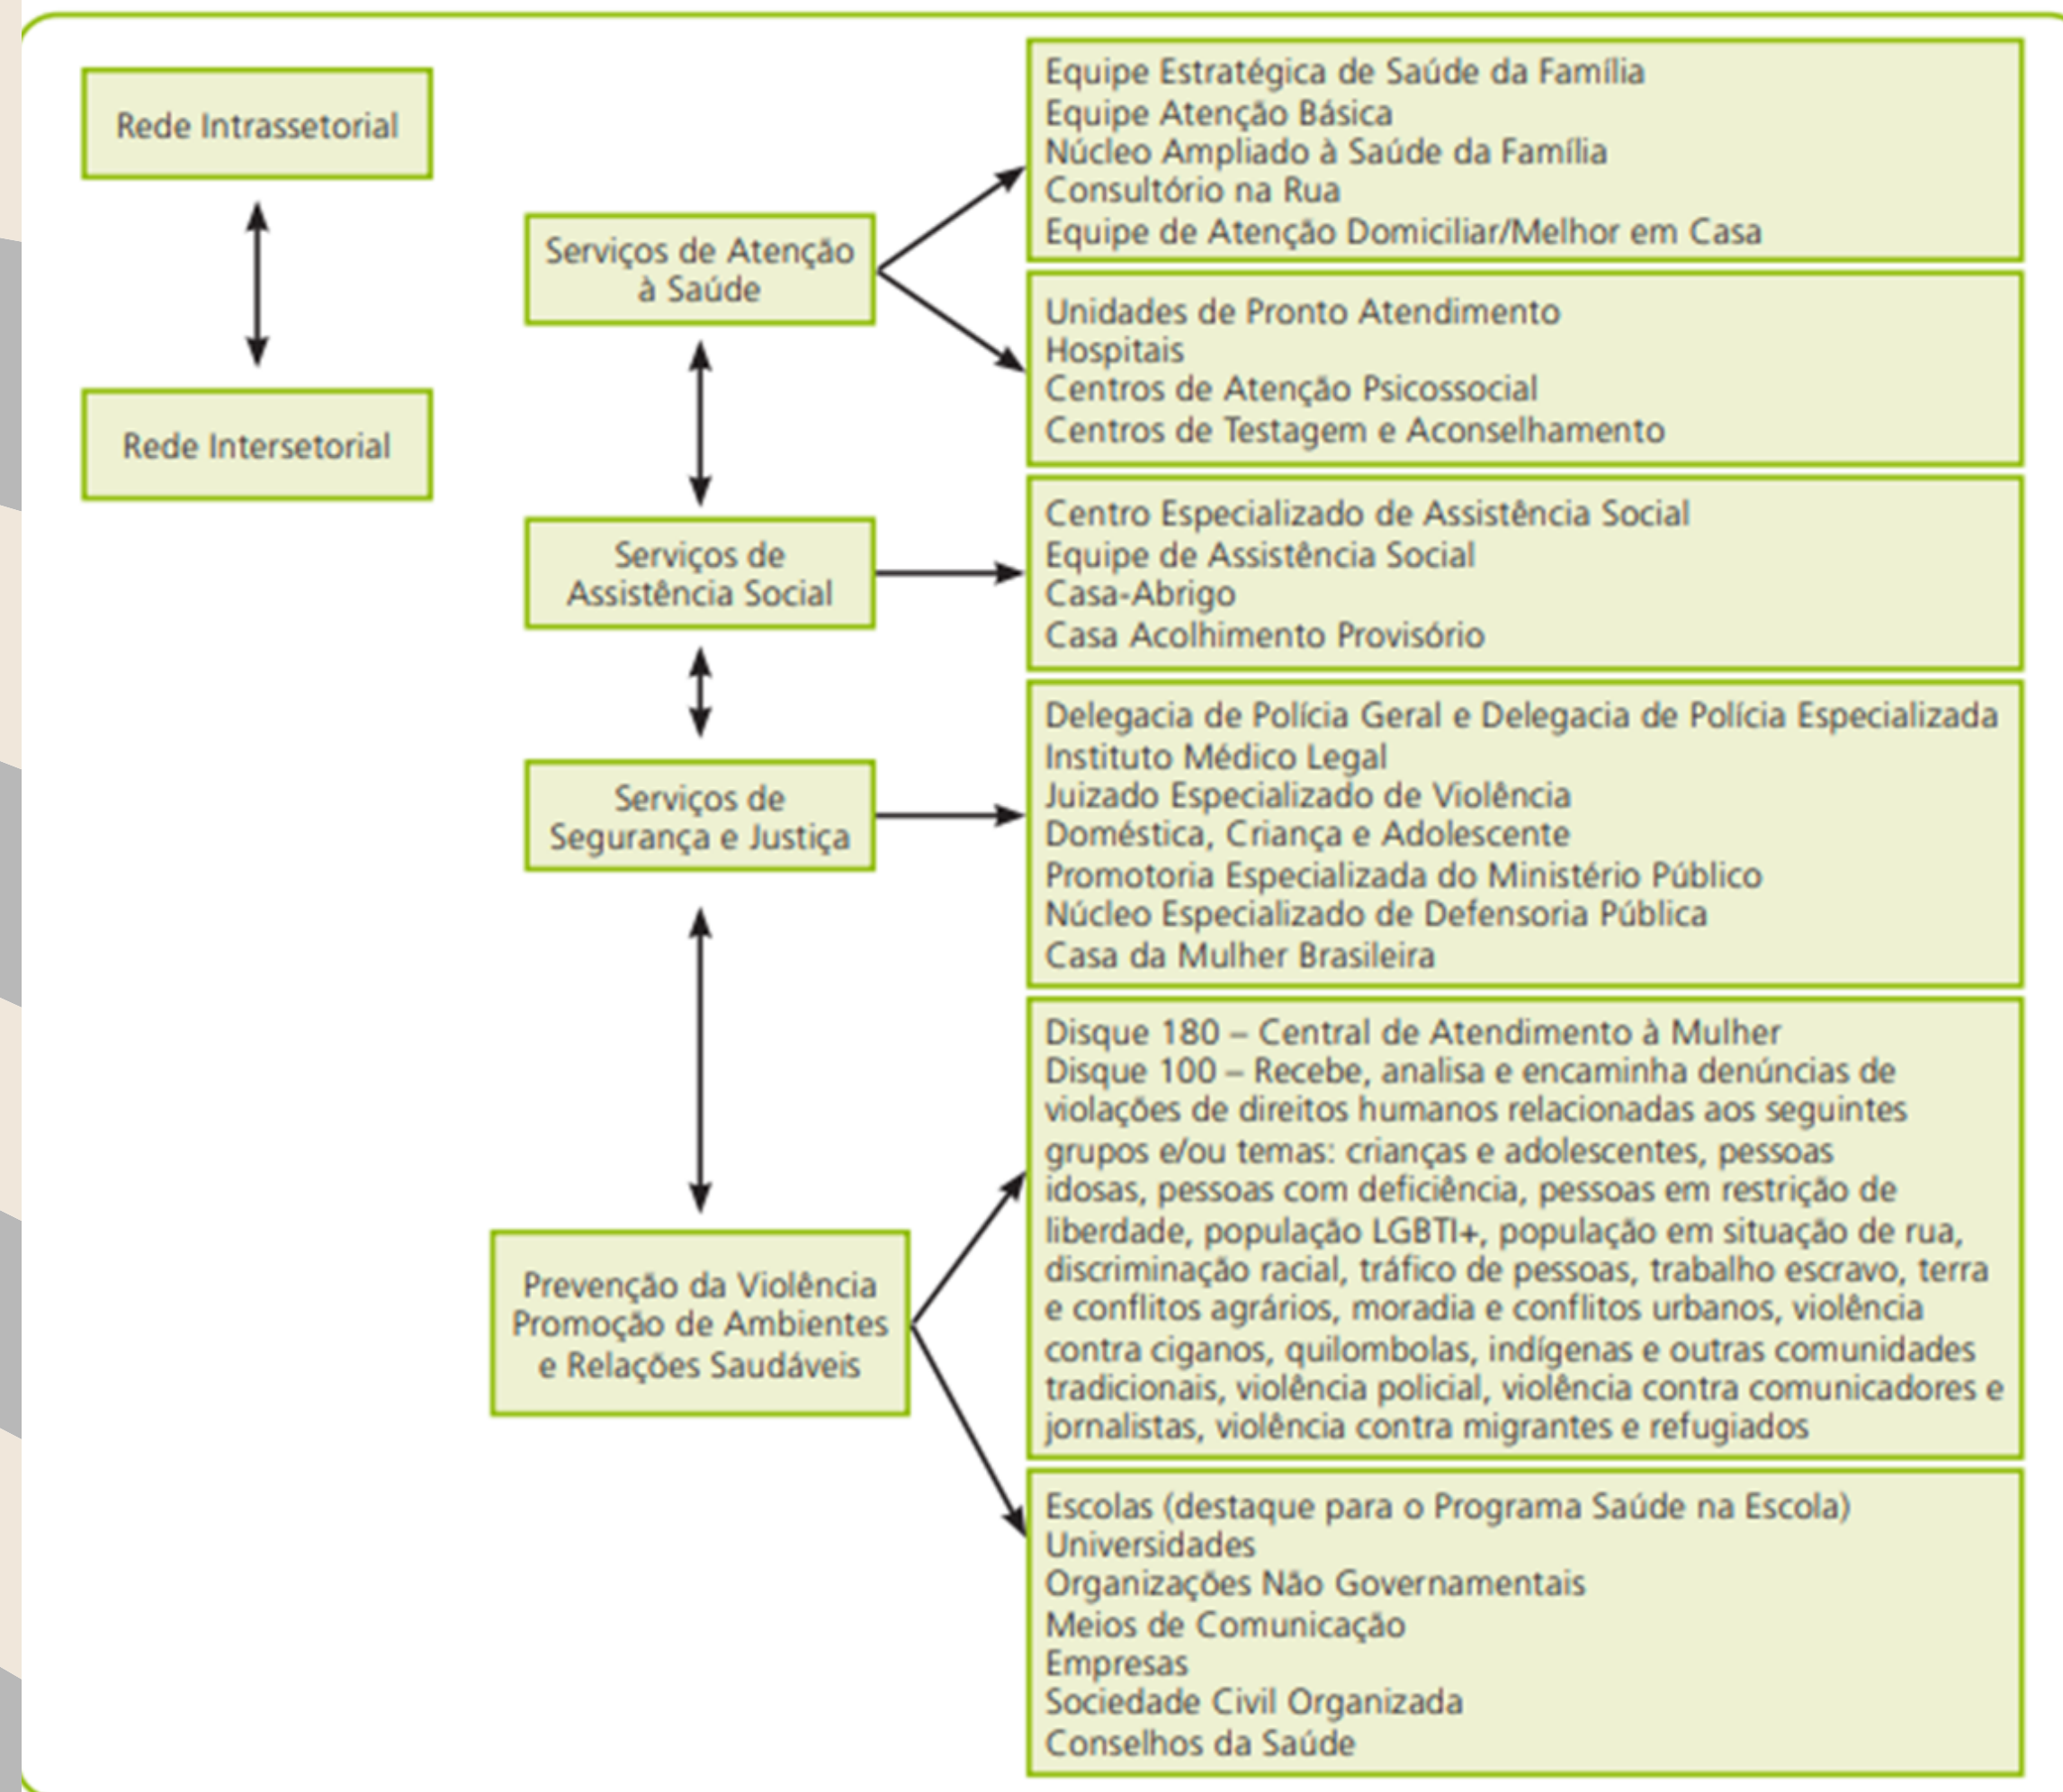 Rede Intrassetorial
Rede Intersetorial
Serviços de Atenção
à Saúde
Equipe Estratégica de Saúde da Família
Equipe Atenção Básica
Núcleo Ampliado à Saúde da Família
Consultório na Rua
Equipe de Atenção Domiciliar/Melhor em Casa
Unidades de Pronto Atendimento
Hospitais
Centros de Atenção Psicossocial
Centros de Testagem e Aconselhamento
Serviços de
Assistência Social
Centro Especializado de Assistência Social
Equipe de Assistência Social
Casa-Abrigo
Casa Acolhimento Provisório
Serviços de
Segurança e Justiça
Delegacia de Polícia Geral e Delegacia de Polícia Especializada
Instituto Médico Legal
Juizado Especializado de Violência
Doméstica, Criança e Adolescente
Promotoria Especializada do Ministério Público
Núcleo Especializado de Defensoria Pública
Casa da Mulher Brasileira
Prevenção da Violência
Promoção de Ambientes
e Relações Saudáveis
Disque 180 – Central de Atendimento à Mulher
Disque 100 – Recebe, analisa e encaminha denúncias de
violações de direitos humanos relacionadas aos seguintes
grupos e/ou temas: crianças e adolescentes, pessoas
idosas, pessoas com deficiência, pessoas em restrição de
liberdade, população LGBTI+, população em situação de rua,
discriminação racial, tráfico de pessoas, trabalho escravo, terra
e conflitos agrários, moradia e conflitos urbanos, violência
contra ciganos, quilombolas, indígenas e outras comunidades
tradicionais, violência policial, violência contra comunicadores e
jornalistas, violência contra migrantes e refugiados
Escolas (destaque para o Programa Saúde na Escola)
Universidades
Organizações Não Governamentais
Meios de Comunicação
Empresas
Sociedade Civil Organizada
Conselhos da Saúde